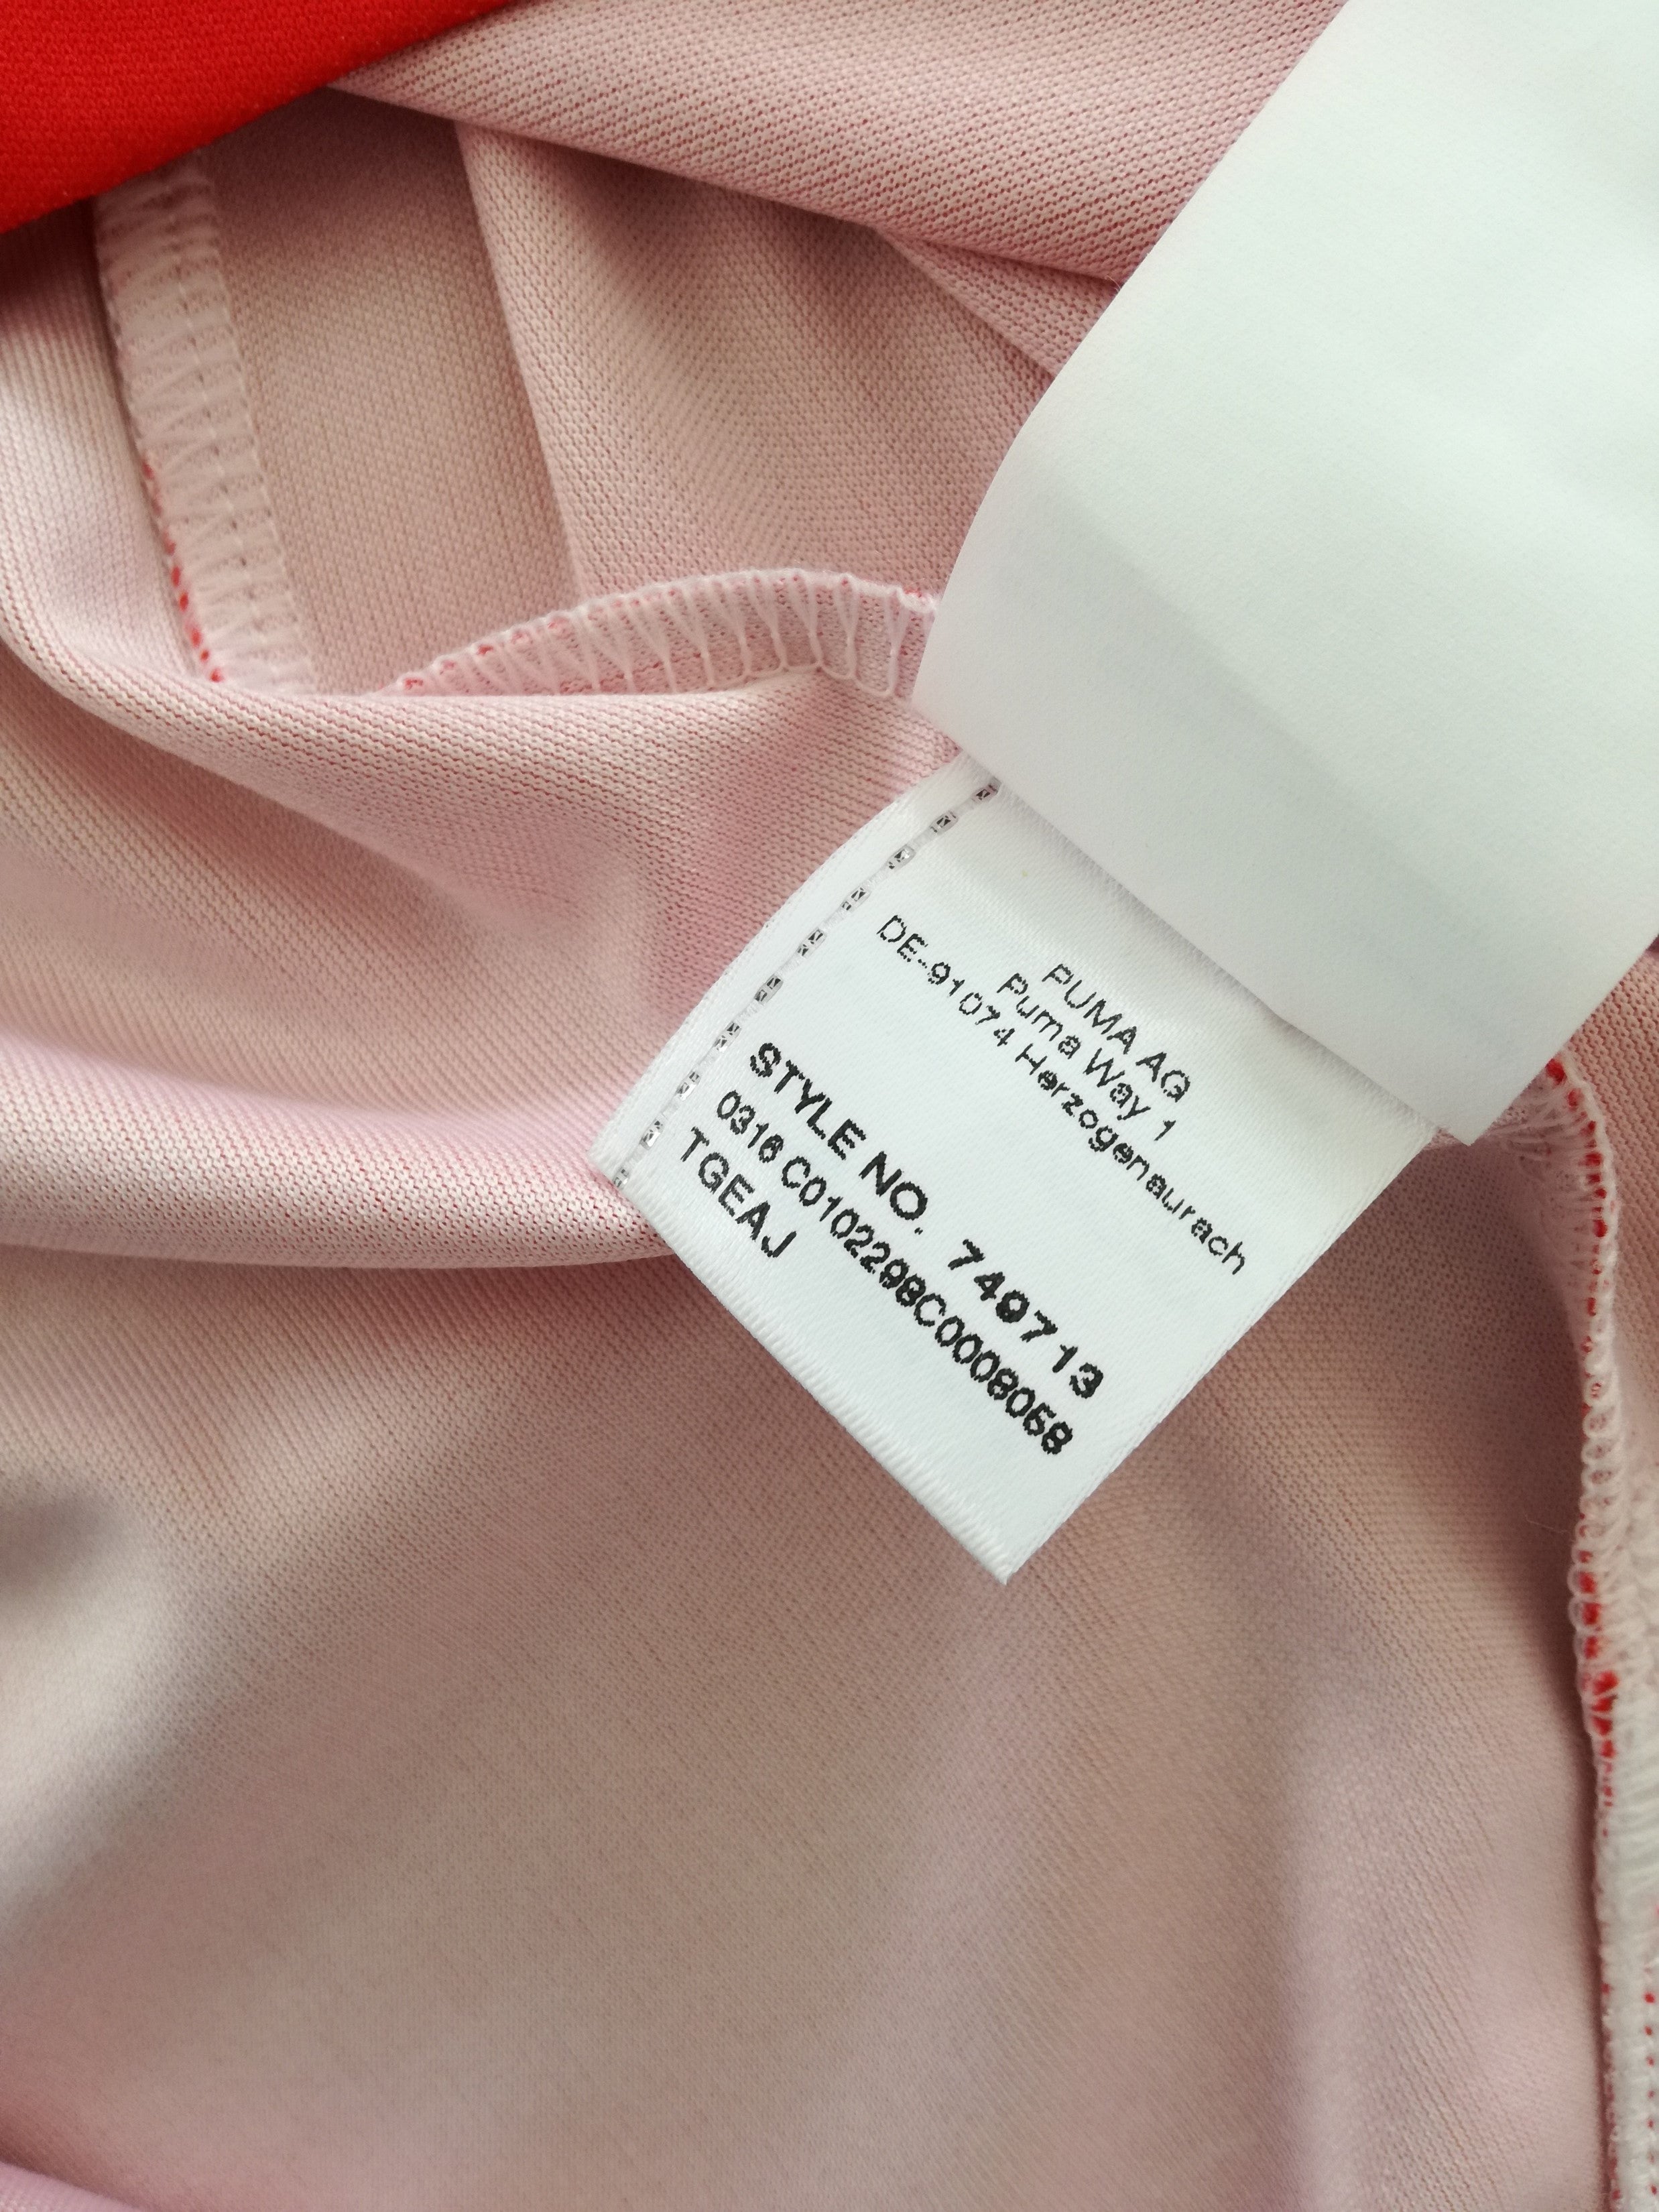 PUMA AG
Puma Way 1
DE-91074 Herzogenaurach
STYLE NO. 749713
0316 C0102298C0008068
TGEAJ